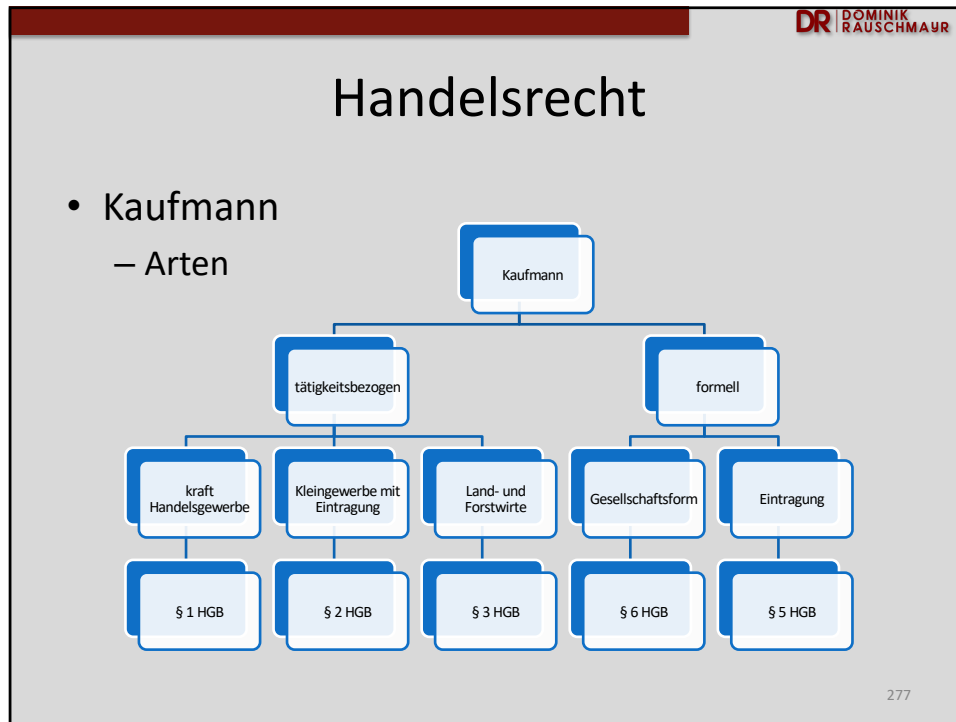 DR DOMINIK
RAUSCHMAYR
Handelsrecht
• Kaufmann
– Arten
Kaufmann
tätigkeitsbezogen
formell
kraft
Handelsgewerbe
Kleingewerbe mit
Eintragung
Land- und
Forstwirte
Gesellschaftsform
Eintragung
§ 1 HGB
§ 2 HGB
§ 3 HGB
§ 6 HGB
§ 5 HGB
277